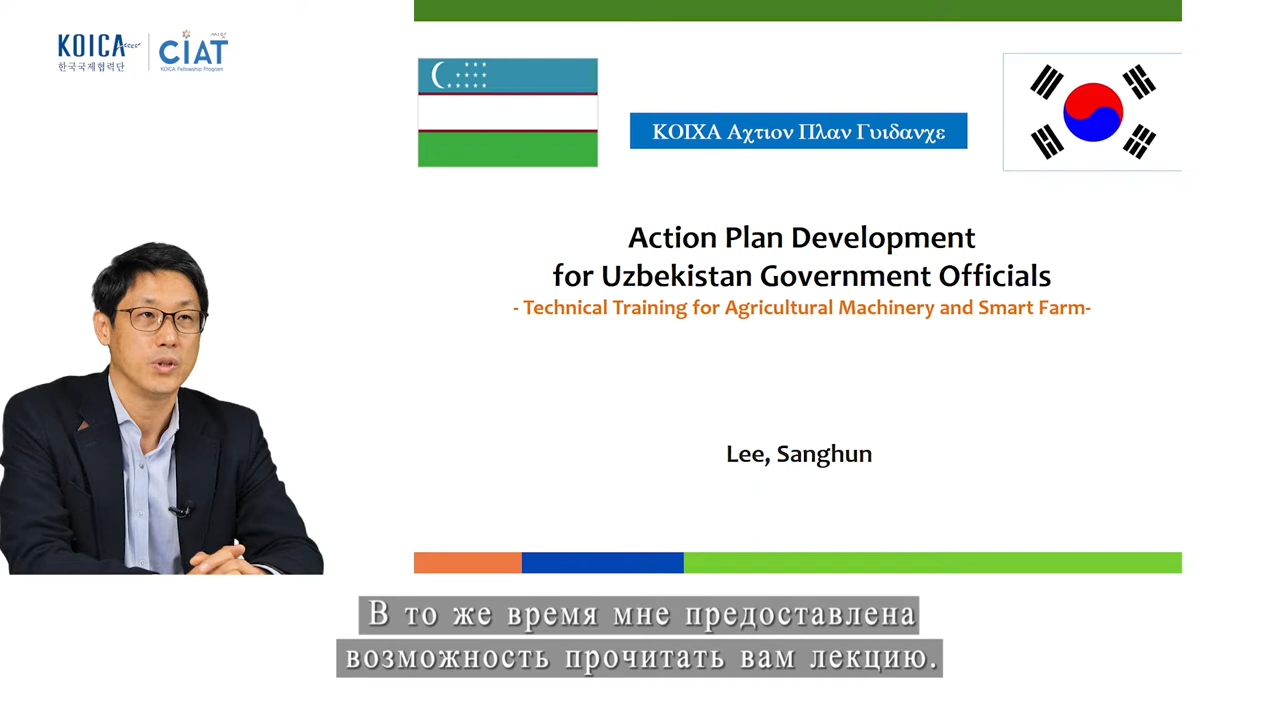 KOICA
한국국제협력단
CIAT
KOICA Fellowship Program
ΚΟΙΧΑ Αχτιον Πλαν Γυιδανχε
Action Plan Development
for Uzbekistan Government Officials
- Technical Training for Agricultural Machinery and Smart Farm-
Lee, Sanghun
В то же время мне предоставлена
возможность прочитать вам лекцию.